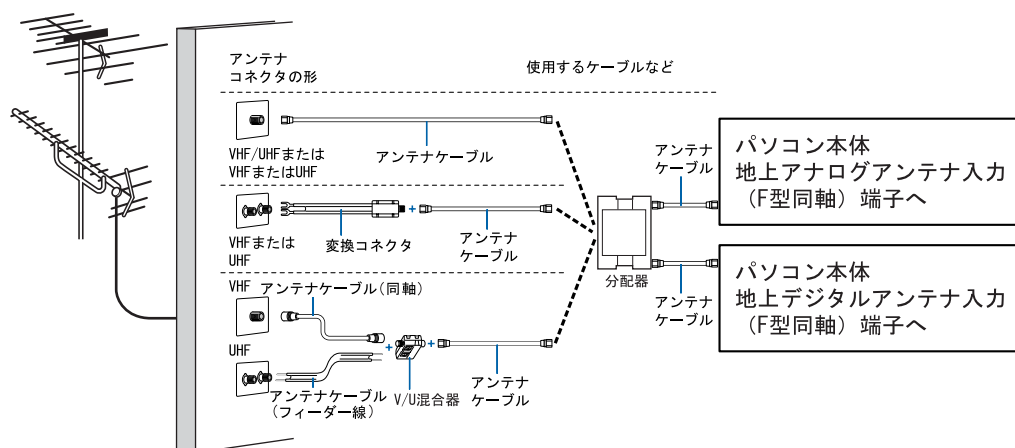 アンテナ
コネクタの形
使用するケーブルなど
VHF/UHFまたは
VHFまたはUHF
アンテナケーブル
VHFまたは
UHF
変換コネクタ
+
アンテナ
ケーブル
VHF
アンテナケーブル(同軸)
UHF
アンテナケーブル
(フィーダー線)
+
V/U混合器
+
アンテナ
ケーブル
分配器
アンテナ
ケーブル
パソコン本体
地上アナログアンテナ入力
(F型同軸)端子へ
アンテナ
ケーブル
パソコン本体
地上デジタルアンテナ入力
(F型同軸)端子へ